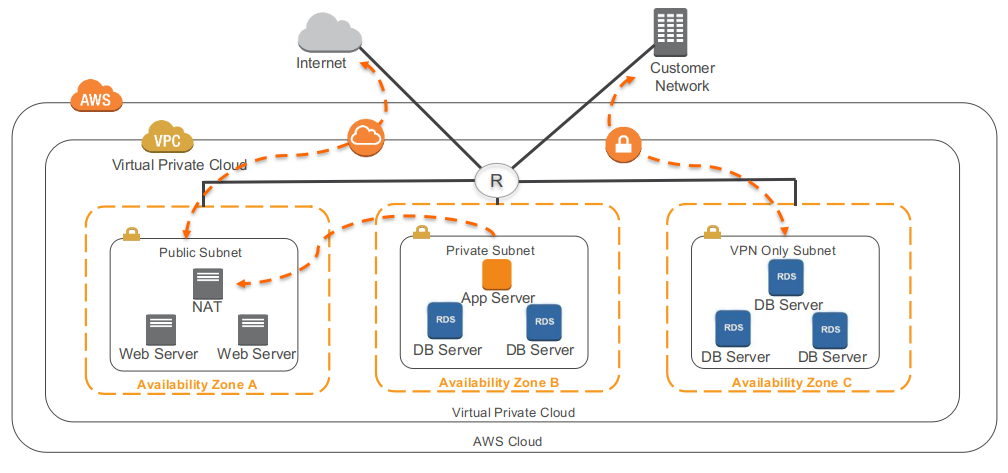 Internet
Customer
Network
AWS
VPC
Virtual Private Cloud
R
Public Subnet
NAT
Web Server
Web Server
Availability Zone A
Private Subnet
App Server
RDS
RDS
DB Server
DB Server
Availability Zone B
VPN Only Subnet
RDS
DB Server
RDS
RDS
DB Server
DB Server
Availability Zone C
Virtual Private Cloud
AWS Cloud